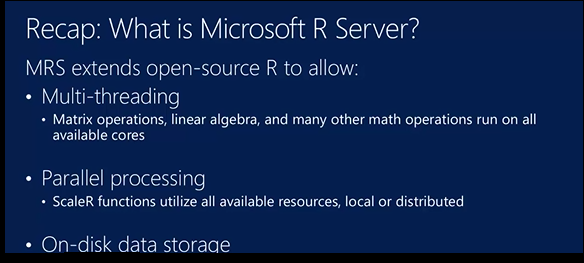 Recap: What is Microsoft R Server?
MRS extends open-source R to allow:
• Multi-threading
• Matrix operations, linear algebra, and many other math operations run on all
available cores
• Parallel processing
• ScaleR functions utilize all available resources, local or distributed
• On-disk data storage